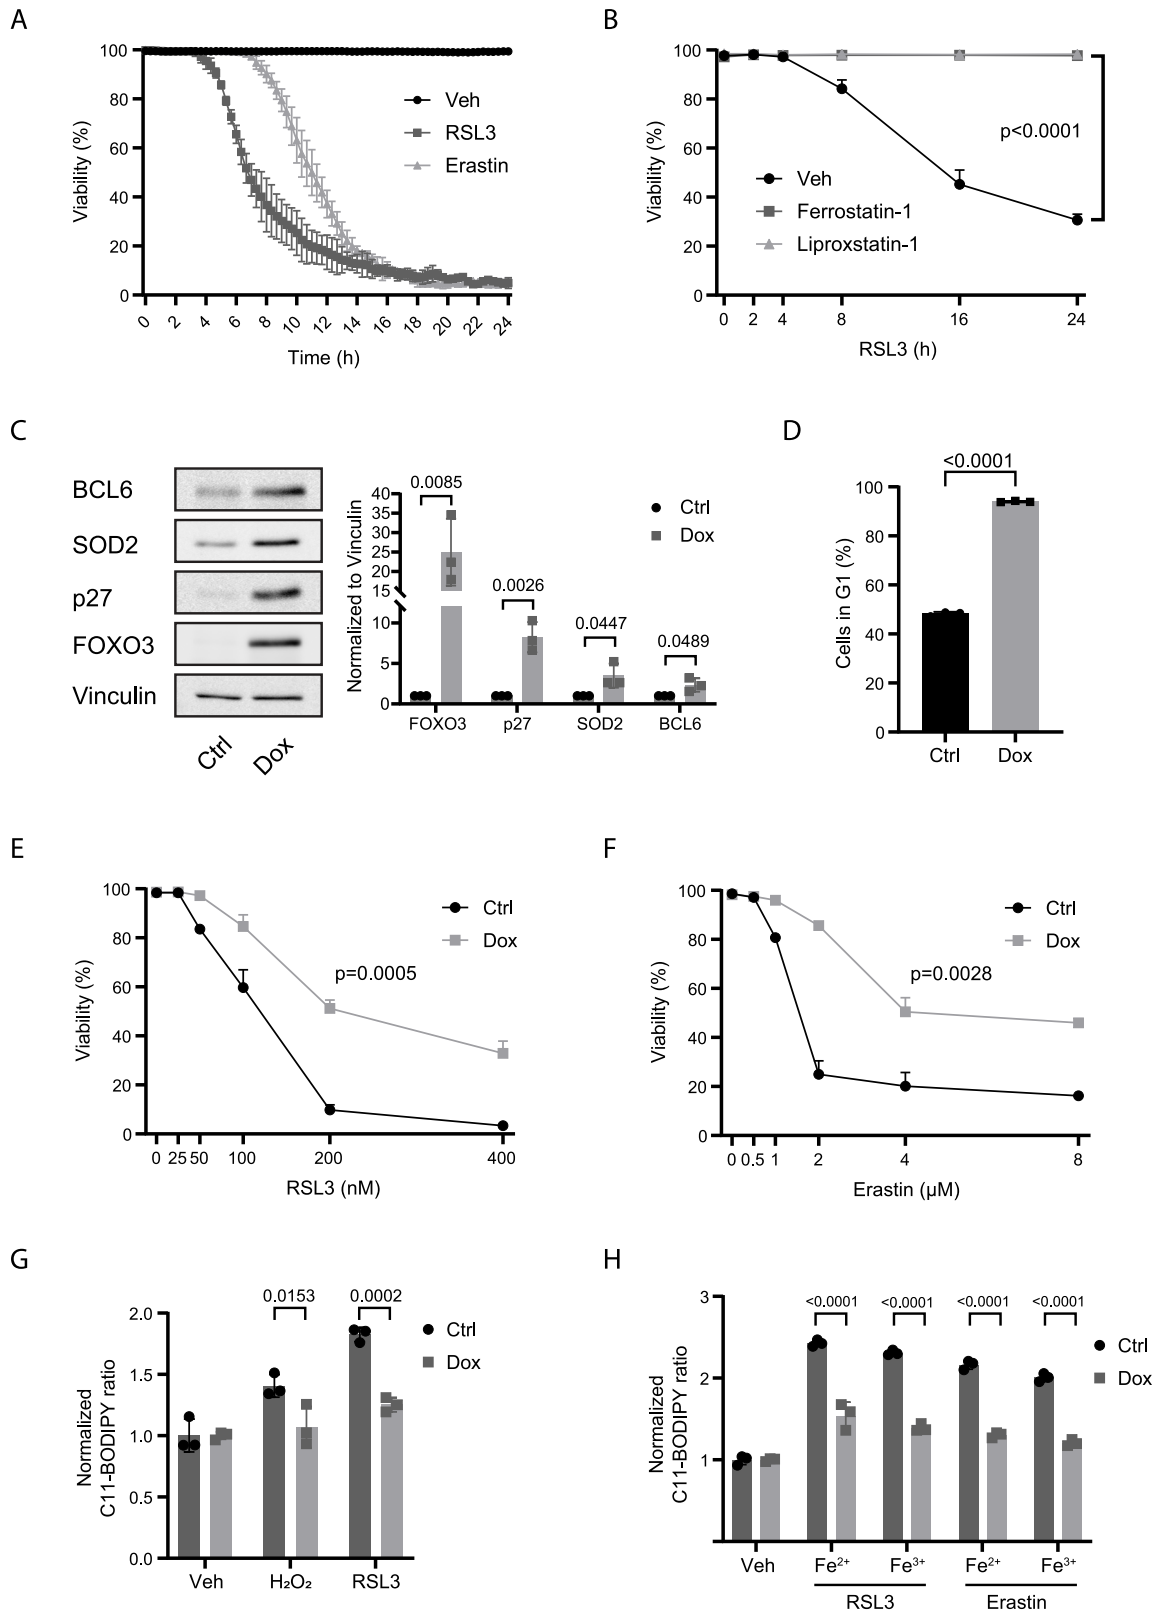 A
Viability (%)
100
80
60
40
20
0
Veh
RSL3
Erastin
0 2 4 6 8 10 12 14 16 18 20 22 24
Time (h)
B
Viability (%)
100
80
60
40
20
0
p<0.0001
Veh
Ferrostatin-1
Liproxstatin-1
0 2 4 8 16 24
RSL3 (h)
C
BCL6
SOD2
p27
FOXO3
Vinculin
Ctrl Dox
Normalized to Vinculin
40
35
30
25
20
15
10
5
0
0.0085
0.0026
0.0447
0.0489
Ctrl
Dox
FOXO3 p27 SOD2 BCL6
D
<0.0001
Cells in G1 (%)
100
80
60
40
20
0
Ctrl Dox
E
Viability (%)
100
80
60
40
20
0
Ctrl
Dox
p=0.0005
0 25 50 100 200 400
RSL3 (nM)
F
Viability (%)
100
80
60
40
20
0
Ctrl
Dox
p=0.0028
0 0.5 1 2 4 8
Erastin (µM)
G
Normalized
C11-BODIPY ratio
2.0
1.5
1.0
0.5
0.0
0.0153 0.0002
Ctrl
Dox
Veh H₂O₂ RSL3
H
Normalized
C11-BODIPY ratio
3
2
1
<0.0001 <0.0001 <0.0001 <0.0001
Ctrl
Dox
Veh Fe²⁺ Fe³⁺ Fe²⁺ Fe³⁺
RSL3 Erastin